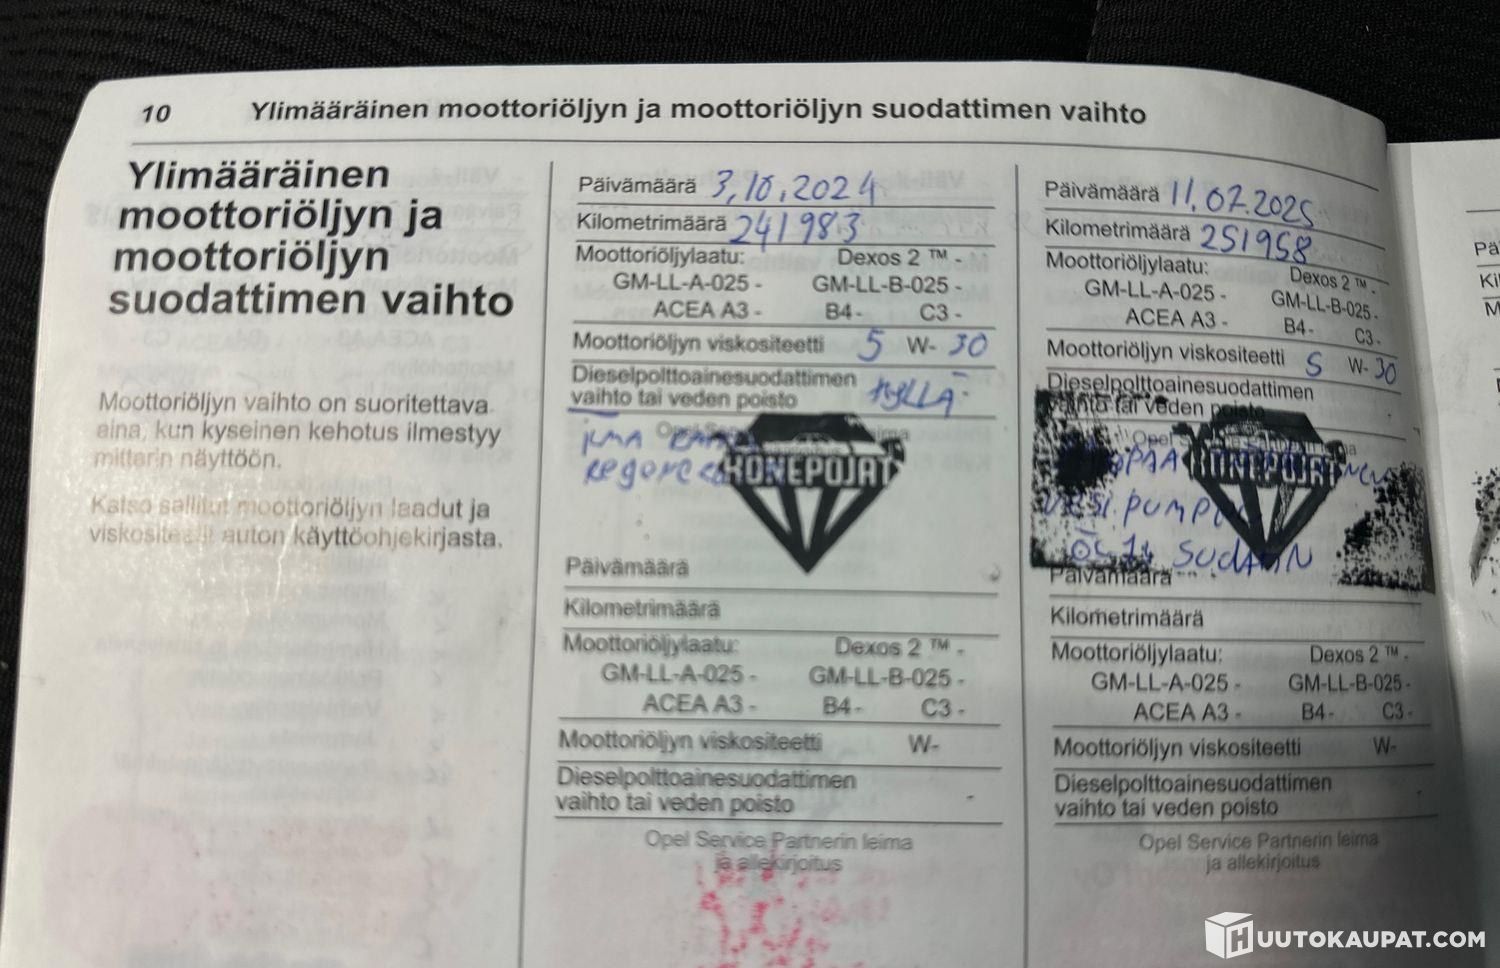 10 Ylimääräinen moottoriöljyn ja moottoriöljyn suodattimen vaihto
Ylimääräinen
moottoriöljyn ja
moottoriöljyn
suodattimen vaihto
Moottoriöljyn vaihto on suoritettava
aina, kun kyseinen kehotus ilmestyy
mittarin näyttöön.
Katso sallitut moottoriöljyn laadut ja
viskositeetit auton käyttöohjekirjasta.
Päivämäärä 3,10.2024
Kilometrimäärä 241983
Moottoriöljylaatu: Dexos 2 ™ -
GM-LL-A-025 - GM-LL-B-025 -
ACEA A3 - B4- C3 -
Moottoriöljyn viskositeetti 5 W- 30
Dieselpolttoainesuodattimen
vaihto tai veden poisto
KONEPOJAT
Päivämäärä
Kilometrimäärä
Moottoriöljylaatu: Dexos 2 ™ -
GM-LL-A-025 - GM-LL-B-025 -
ACEA A3 - B4- C3 -
Moottoriöljyn viskositeetti W-
Dieselpolttoainesuodattimen
vaihto tai veden poisto -
Opel Service Partnerin leima
ja allekirjoitus
Päivämäärä 11.07.2025
Kilometrimäärä 251958
Moottoriöljylaatu: Dexos 2 ™ -
GM-LL-A-025 - GM-LL-B-025 -
ACEA A3 - B4- C3 -
Moottoriöljyn viskositeetti 5 W- 30
Dieselpolttoainesuodattimen
vaihto tai veden poisto
Opel
KONEPOJAT
Päivämäärä
Kilometrimäärä
Moottoriöljylaatu: Dexos 2 ™ -
GM-LL-A-025 - GM-LL-B-025 -
ACEA A3 - B4- C3 -
Moottoriöljyn viskositeetti W-
Dieselpolttoainesuodattimen
vaihto tai veden poisto
Opel Service Partnerin leima
ja allekirjoitus
HUUTOKAUPAT.COM